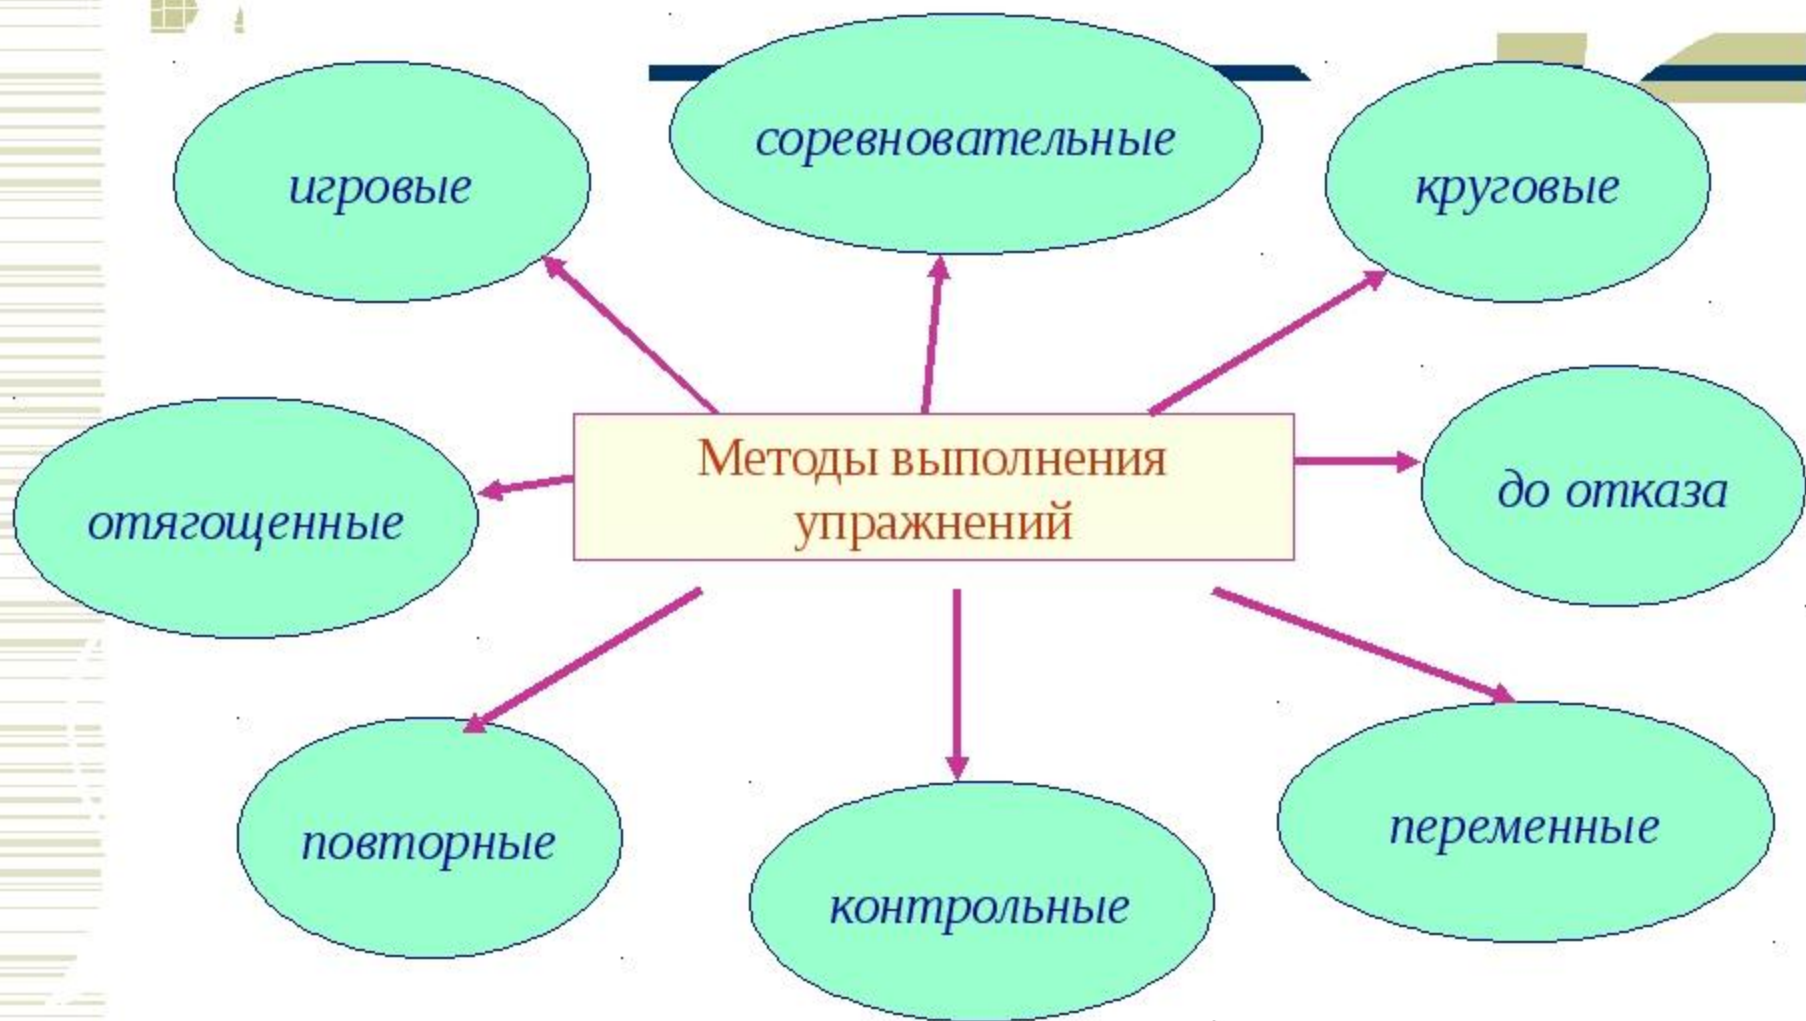 соревновательные
игровые
круговые
Методы выполнения
упражнений
до отказа
отягощенные
повторные
переменные
контрольные